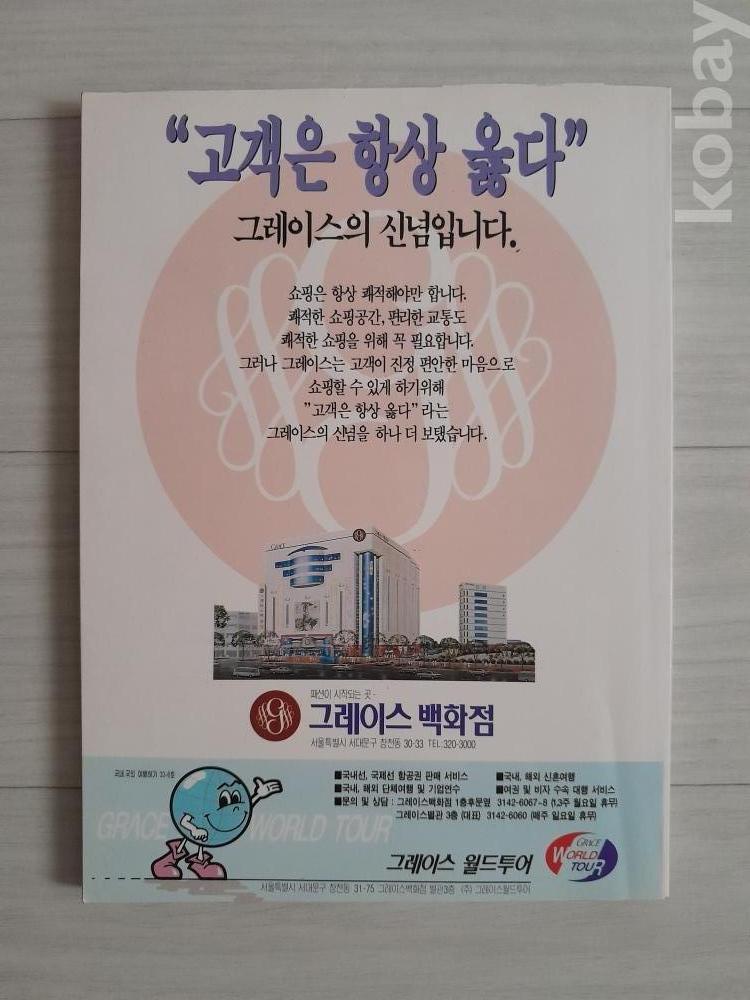 kobay
“고객은 항상 옳다”
그레이스의 신념입니다.
쇼핑은 항상 쾌적해야만 합니다.
쾌적한 쇼핑공간, 편리한 교통도
쾌적한 쇼핑을 위해 꼭 필요합니다.
그러나 그레이스는 고객이 진정 편안한 마음으로
쇼핑할 수 있게 하기위해
"고객은 항상 옳다" 라는
그레이스의 신념을 하나 더 보탰습니다.
GRACE
패션이 시작되는 곳 -
그레이스 백화점
서울특별시 서대문구 창천동 30-33 TEL:320-3000
■국내선, 국제선 항공권 판매 서비스 ■국내, 해외 신혼여행
■국내, 해외 단체여행 및 기업연수 ■여권 및 비자 수속 대행 서비스
■문의 및 상담 : 그레이스백화점 1층후문옆 3142-6067~8 (1,3주 월요일 휴무)
그레이스별관 3층 (대표) 3142-6060 (매주 일요일 휴무)
GRACE WORLD TOUR
그레이스 월드투어
GRACE
WORLD
TOUR
서울특별시 서대문구 창천동 31-75 그레이스백화점 별관3층 (주) 그레이스월드투어